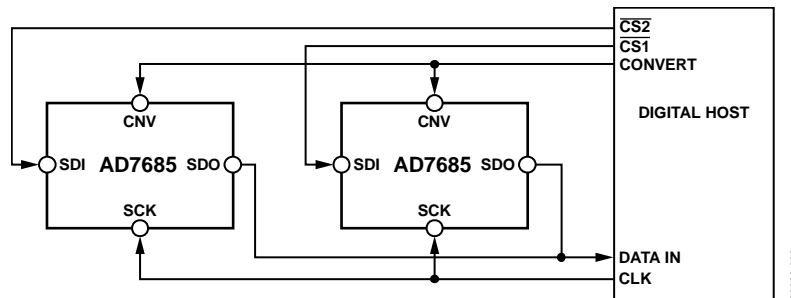 CS2
CS1
CONVERT
DIGITAL HOST
CNV
CNV
SDI AD7685 SDO
SDI AD7685 SDO
SCK
SCK
DATA IN
CLK